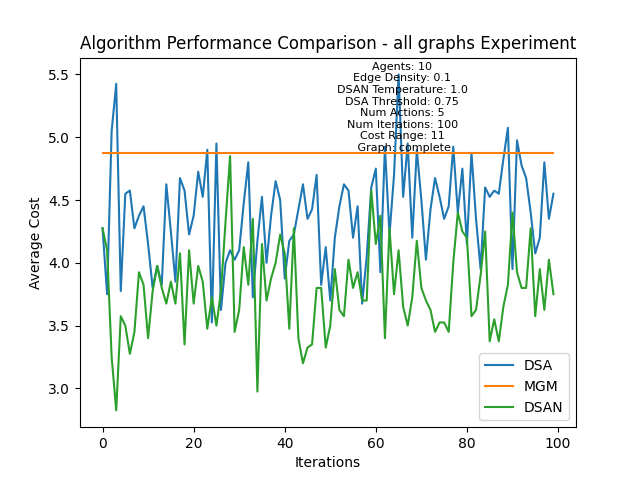 Algorithm Performance Comparison - all graphs Experiment
Agents: 10
Edge Density: 0.1
DSAN Temperature: 1.0
DSA Threshold: 0.75
Num Actions: 5
Num Iterations: 100
Cost Range: 11
Graph: complete
5.5
5.0
4.5
4.0
3.5
3.0
Average Cost
0
20
40
60
80
100
Iterations
DSA
MGM
DSAN